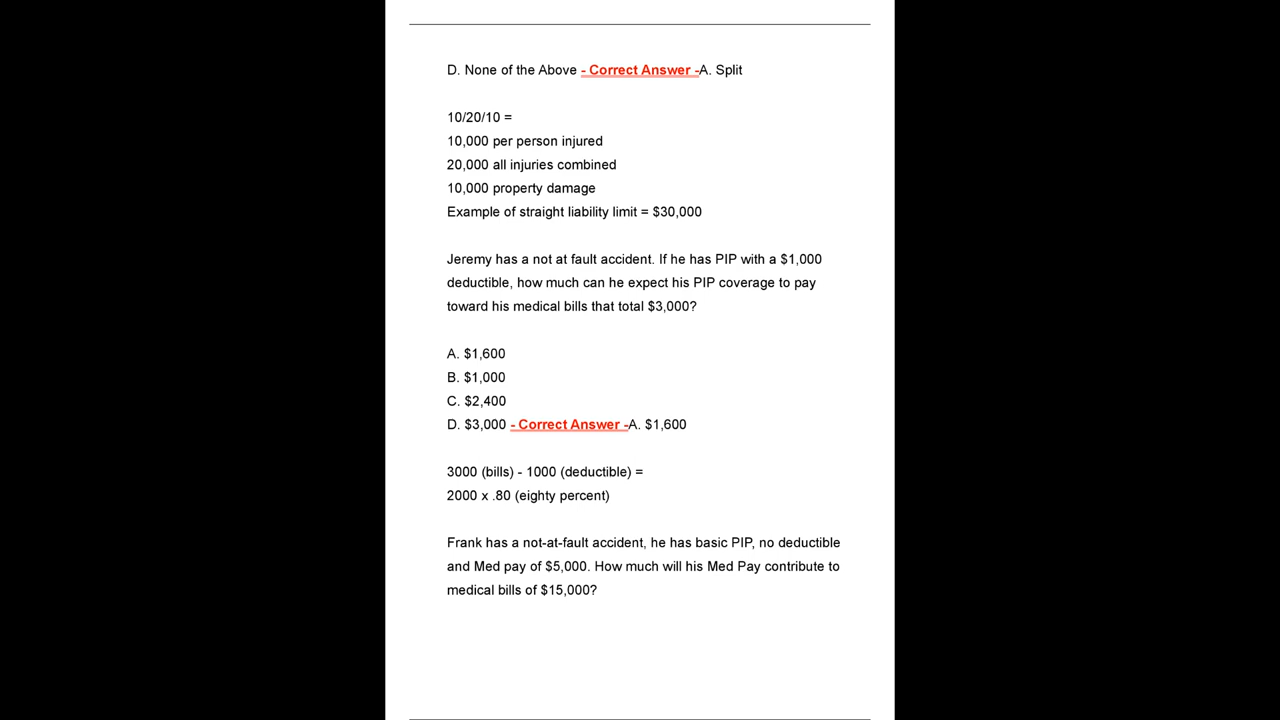 D. None of the Above - Correct Answer -A. Split
10/20/10 =
10,000 per person injured
20,000 all injuries combined
10,000 property damage
Example of straight liability limit = $30,000
Jeremy has a not at fault accident. If he has PIP with a $1,000
deductible, how much can he expect his PIP coverage to pay
toward his medical bills that total $3,000?
A. $1,600
B. $1,000
C. $2,400
D. $3,000 - Correct Answer -A. $1,600
3000 (bills) - 1000 (deductible) =
2000 x .80 (eighty percent)
Frank has a not-at-fault accident, he has basic PIP, no deductible
and Med pay of $5,000. How much will his Med Pay contribute to
medical bills of $15,000?